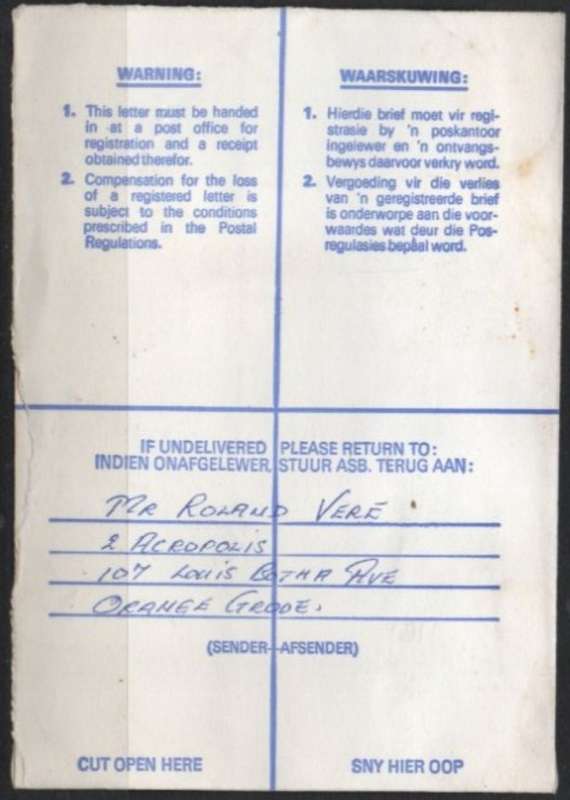 WARNING:
1. This letter must be handed
in at a post office for
registration and a receipt
obtained therefor.
2. Compensation for the loss
of a registered letter is
subject to the conditions
prescribed in the Postal
Regulations.
WAARSKUWING:
1. Hierdie brief moet vir regi-
strasie by 'n poskantoor
ingelewer en 'n ontvangs-
bewys daarvoor verkry word.
2. Vergoeding vir die verlies
van 'n geregistreerde brief
is onderworpe aan die voor-
waardes wat deur die Pos-
regulasies bepaal word.
IF UNDELIVERED PLEASE RETURN TO:
INDIEN ONAFGELEWER, STUUR ASB. TERUG AAN:
MR ROLAND VERE
2 ACROPOLIS
107 LOUIS BOTHA AVE
ORANGE GRODE.
(SENDER-AFSENDER)
CUT OPEN HERE
SNY HIER OOP